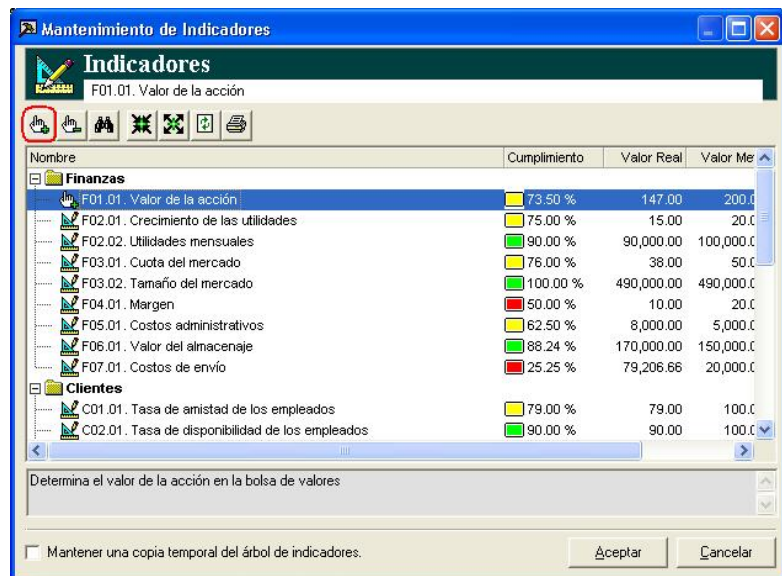 Mantenimiento de Indicadores
Indicadores
F01.01. Valor de la acción
Nombre Cumplimiento Valor Real Valor Me
Finanzas
F01.01. Valor de la acción 73.50 % 147.00 200.0
F02.01. Crecimiento de las utilidades 75.00 % 15.00 20.0
F02.02. Utilidades mensuales 90.00 % 90,000.00 100,000.0
F03.01. Cuota del mercado 76.00 % 38.00 50.0
F03.02. Tamaño del mercado 100.00 % 490,000.00 490,000.0
F04.01. Margen 50.00 % 10.00 20.0
F05.01. Costos administrativos 62.50 % 8,000.00 5,000.0
F06.01. Valor del almacenaje 88.24 % 170,000.00 150,000.0
F07.01. Costos de envío 25.25 % 79,206.66 20,000.0
Clientes
C01.01. Tasa de amistad de los empleados 79.00 % 79.00 100.0
C02.01. Tasa de disponibilidad de los empleados 90.00 % 90.00 100.0
Determina el valor de la acción en la bolsa de valores
Mantener una copia temporal del árbol de indicadores. Aceptar Cancelar